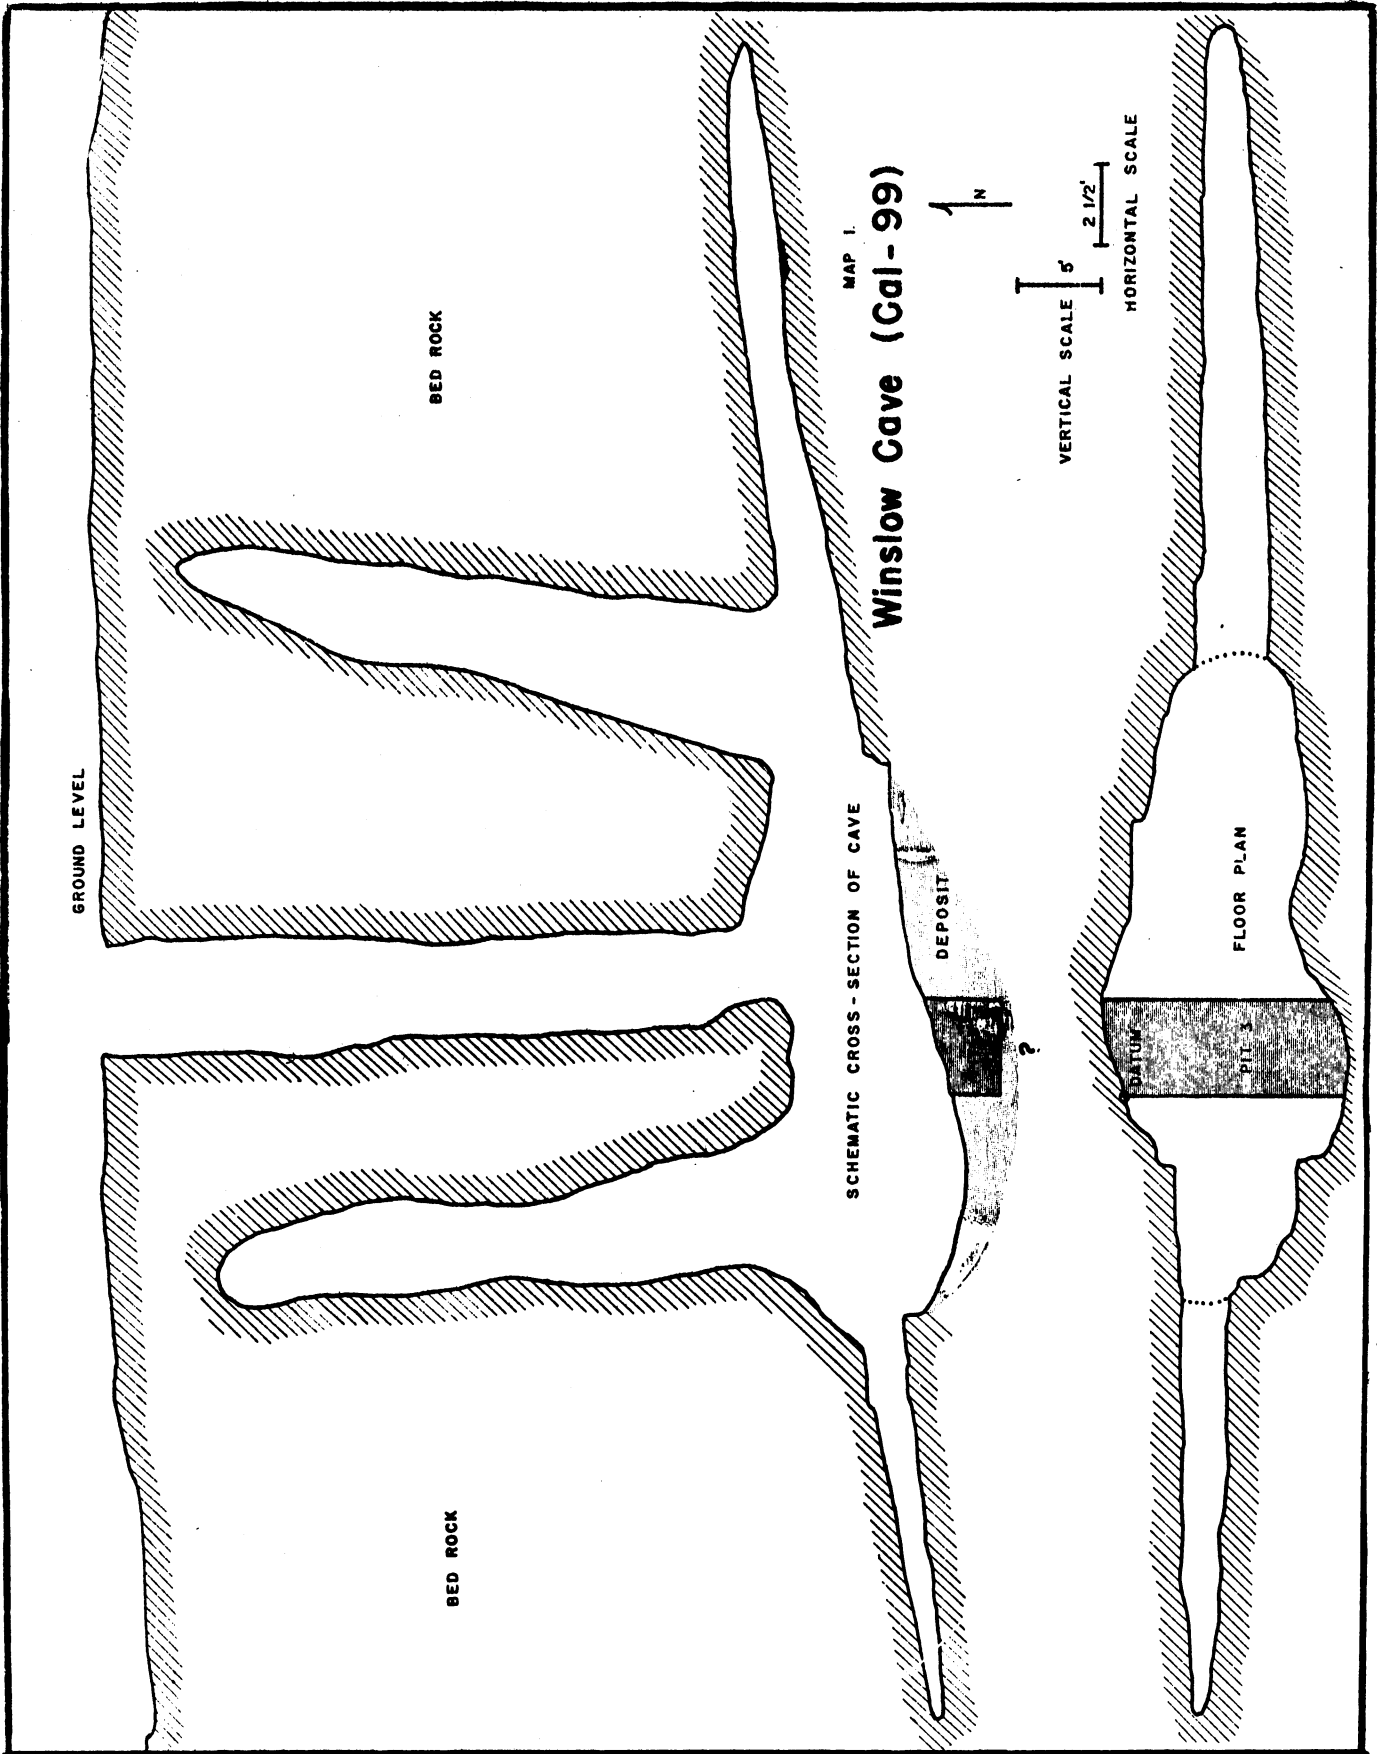 GROUND LEVEL
BED ROCK
BED ROCK
SCHEMATIC CROSS-SECTION OF CAVE
MAP 1.
Winslow Cave (Cal-99)
DEPOSIT
?
N
VERTICAL SCALE 5'
2 1/2'
HORIZONTAL SCALE
DATUM
PIT 3
FLOOR PLAN